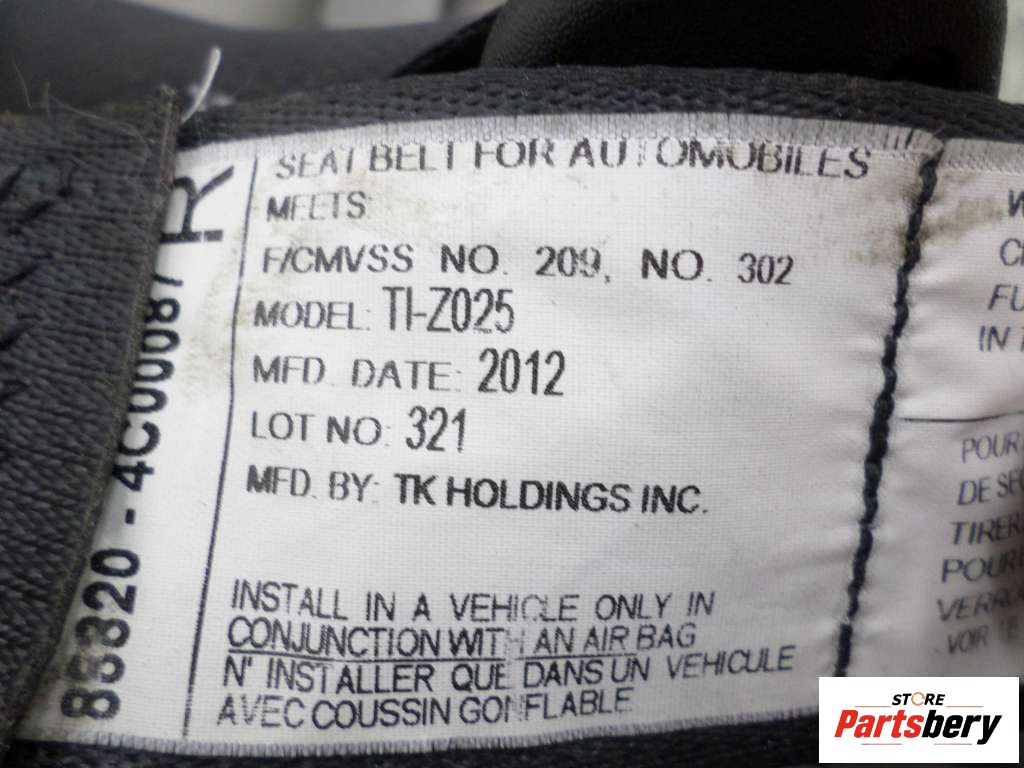 SEAT BELT FOR AUTOMOBILES
MEETS
F/CMVSS NO. 209, NO. 302
MODEL: TI-Z025
MFD. DATE: 2012
LOT NO: 321
MFD. BY: TK HOLDINGS INC.
INSTALL IN A VEHICLE ONLY IN
CONJUNCTION WITH AN AIR BAG
N' INSTALLER QUE DANS UN VEHICULE
AVEC COUSSIN GONFLABLE
R
IN
POUR
DE
TIRER
POUR
VOIR
STORE
Partsbery